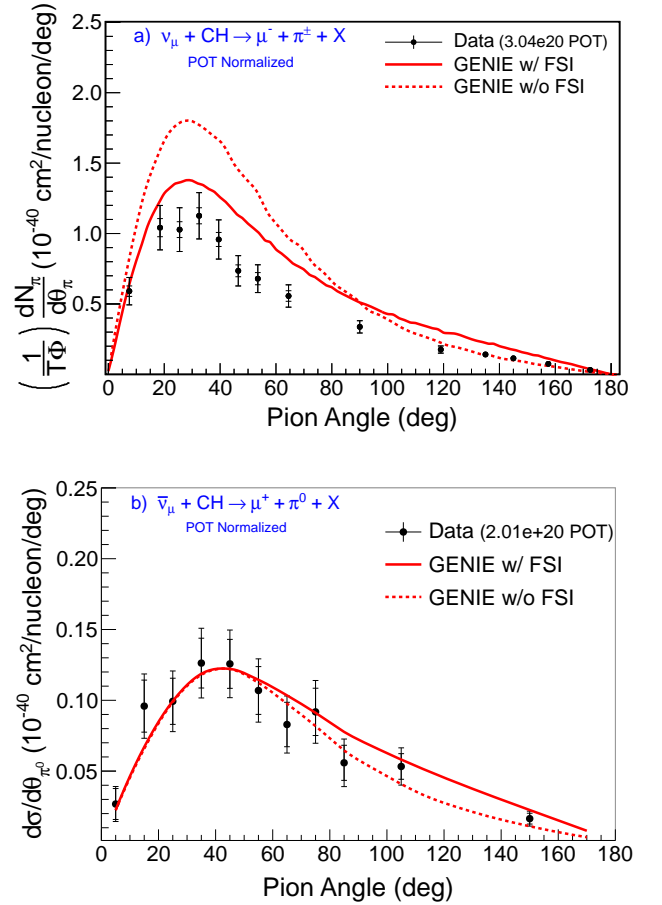 a) ν_μ + CH → μ⁻ + π^± + X
POT Normalized
Data (3.04e20 POT)
GENIE w/ FSI
GENIE w/o FSI
(1/TΦ) dN_π/dθ_π (10⁻⁴⁰ cm²/nucleon/deg)
2.5
2.0
1.5
1.0
0.5
0 20 40 60 80 100 120 140 160 180
Pion Angle (deg)
b) ν̄_μ + CH → μ⁺ + π⁰ + X
POT Normalized
Data (2.01e+20 POT)
GENIE w/ FSI
GENIE w/o FSI
dσ/dθ_π⁰ (10⁻⁴⁰ cm²/nucleon/deg)
0.25
0.20
0.15
0.10
0.05
0 20 40 60 80 100 120 140 160 180
Pion Angle (deg)